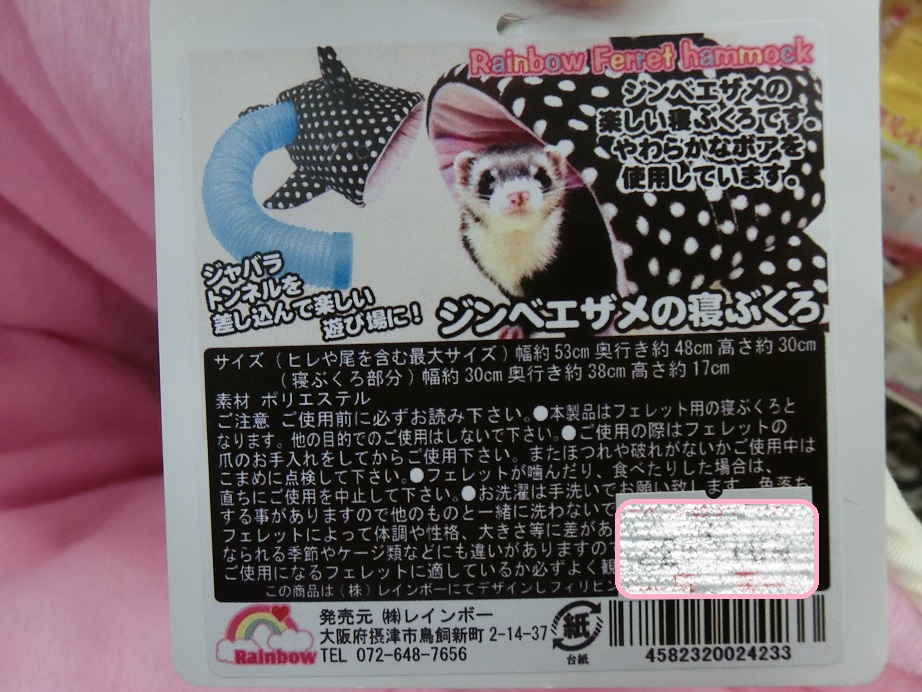 Rainbow Ferret hammock
ジンベエザメの
楽しい寝ぶくろです。
やわらかなボアを
使用しています。
ジャバラ
トンネルを
差し込んで楽しい
遊び場に!
ジンベエザメの寝ぶくろ
サイズ（ヒレや尾を含む最大サイズ）幅約53cm 奥行き約48cm 高さ約30cm
（寝ぶくろ部分）幅約30cm 奥行き約38cm 高さ約17cm
素材 ポリエステル
ご注意 ご使用前に必ずお読み下さい。●本製品はフェレット用の寝ぶくろと
なります。他の目的でのご使用はしないで下さい。●ご使用の際はフェレットの
爪のお手入れをしてからご使用下さい。またほつれや破れがないかご使用中は
こまめに点検して下さい。●フェレットが噛んだり、食べたりした場合は、
直ちにご使用を中止して下さい。●お洗濯は手洗いでお願い致します。色落ち
する事がありますので他のものと一緒に洗わないで
フェレットによって体調や性格、大きさ等に差があ
なられる季節やケージ類などにも違いがありますので
ご使用になるフェレットに適しているか必ずよく観
この商品は（株）レインボーにてデザインしフィリピン
Rainbow
発売元 ㈱レインボー
大阪府摂津市鳥飼新町2-14-37
TEL 072-648-7656
紙
台紙
4582320024233